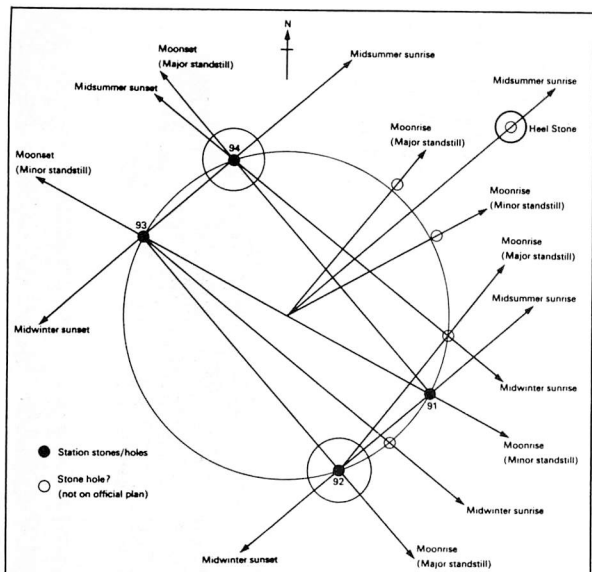 N
Moonset
(Major standstill)
Midsummer sunrise
Midsummer sunset
Midsummer sunrise
94
Heel Stone
Moonrise
(Major standstill)
Moonset
(Minor standstill)
Moonrise
(Minor standstill)
93
Moonrise
(Major standstill)
Midsummer sunrise
Midwinter sunset
Midwinter sunrise
91
Moonrise
(Minor standstill)
Station stones/holes
Stone hole?
(not on official plan)
92
Midwinter sunrise
Midwinter sunset
Moonrise
(Major standstill)